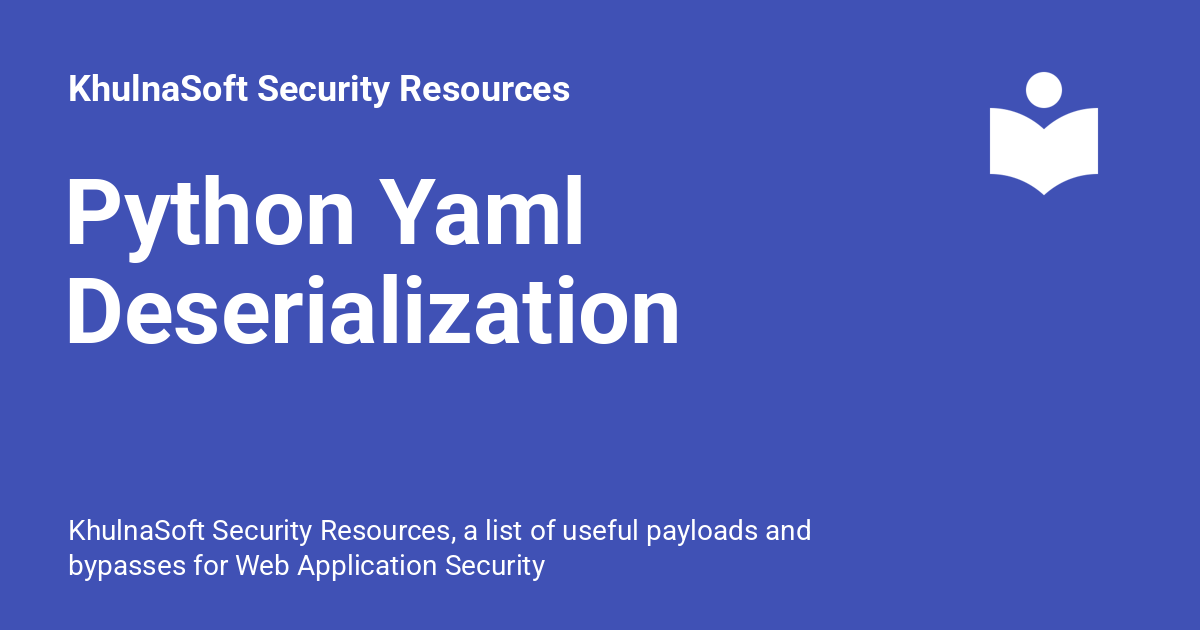 KhulnaSoft Security Resources
Python Yaml
Deserialization
KhulnaSoft Security Resources, a list of useful payloads and
bypasses for Web Application Security